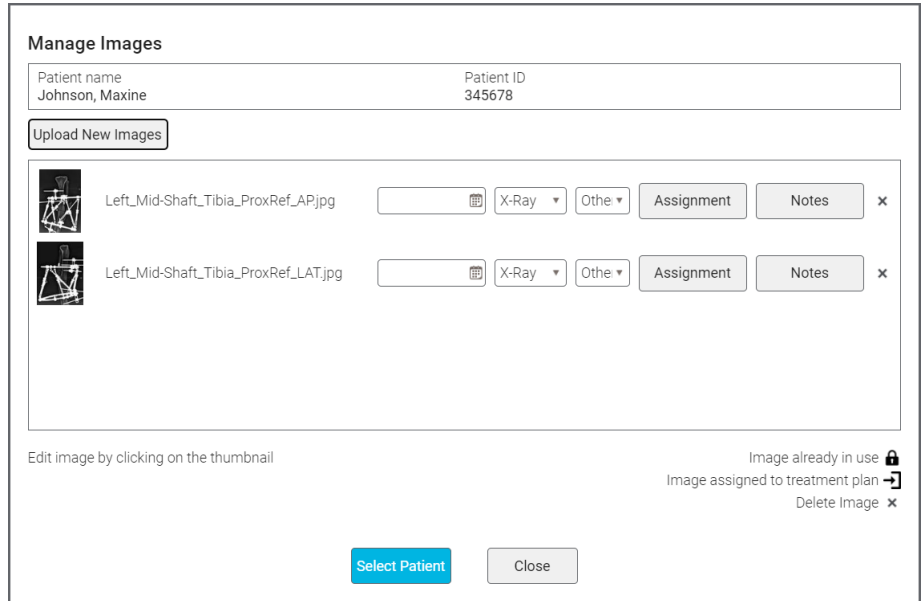 Manage Images
Patient name Patient ID
Johnson, Maxine 345678
Upload New Images
Left_Mid-Shaft_Tibia_ProxRef_AP.jpg X-Ray Othe Assignment Notes ×
Left_Mid-Shaft_Tibia_ProxRef_LAT.jpg X-Ray Othe Assignment Notes ×
Edit image by clicking on the thumbnail Image already in use
Image assigned to treatment plan
Delete Image ×
Select Patient Close